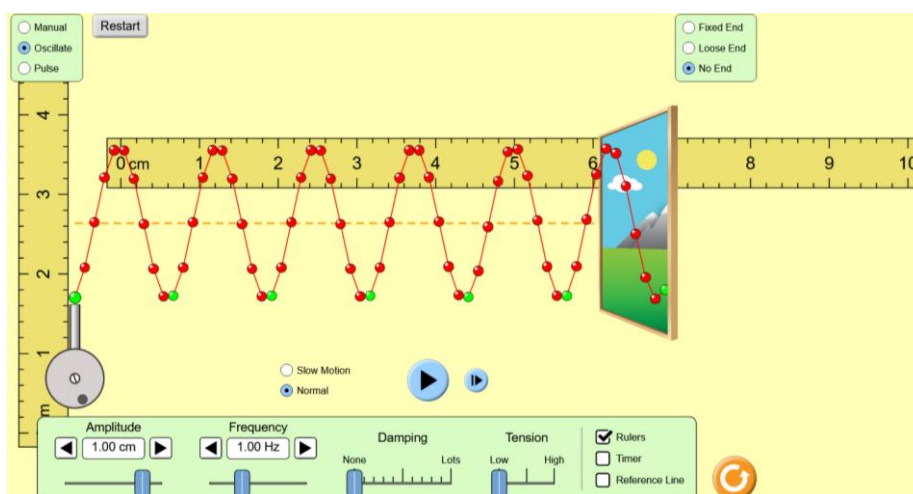 Manual
Oscillate
Pulse
Restart
Fixed End
Loose End
No End
4
3
2
1
0 cm 1 2 3 4 5 6 8 9 10
Slow Motion
Normal
Amplitude
1.00 cm
Frequency
1.00 Hz
Damping
None Lots
Tension
Low High
Rulers
Timer
Reference Line